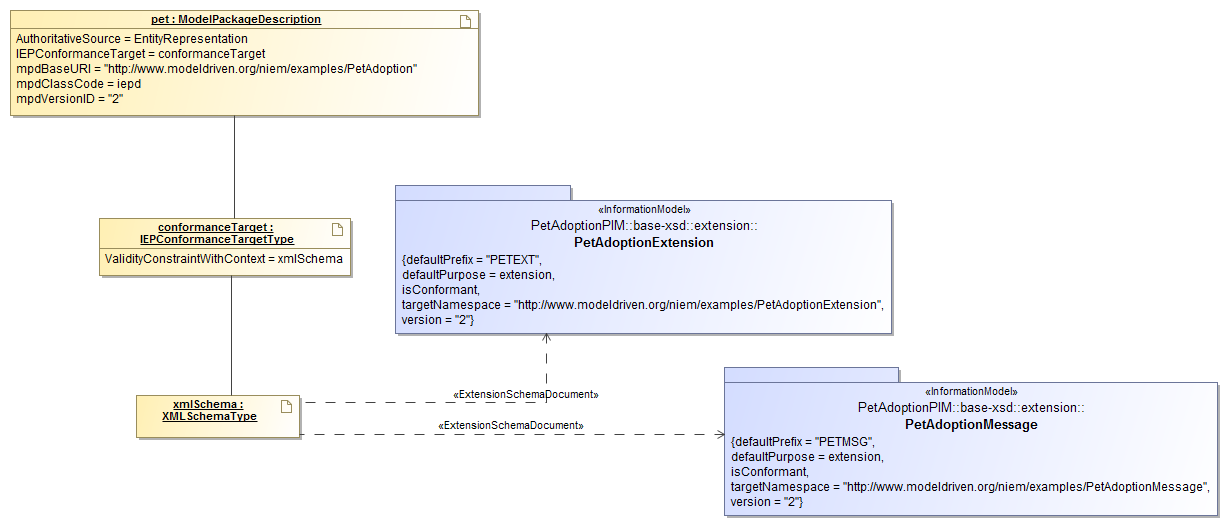 pet : ModelPackageDescription
AuthoritativeSource = EntityRepresentation
IEPConformanceTarget = conformanceTarget
mpdBaseURI = "http://www.modeldriven.org/niem/examples/PetAdoption"
mpdClassCode = iepd
mpdVersionID = "2"
conformanceTarget :
IEPConformanceTargetType
ValidityConstraintWithContext = xmlSchema
«InformationModel»
PetAdoptionPIM::base-xsd::extension::
PetAdoptionExtension
{defaultPrefix = "PETEXT",
defaultPurpose = extension,
isConformant,
targetNamespace = "http://www.modeldriven.org/niem/examples/PetAdoptionExtension",
version = "2"}
xmlSchema :
XMLSchemaType
«ExtensionSchemaDocument»
«ExtensionSchemaDocument»
«InformationModel»
PetAdoptionPIM::base-xsd::extension::
PetAdoptionMessage
{defaultPrefix = "PETMSG",
defaultPurpose = extension,
isConformant,
targetNamespace = "http://www.modeldriven.org/niem/examples/PetAdoptionMessage",
version = "2"}